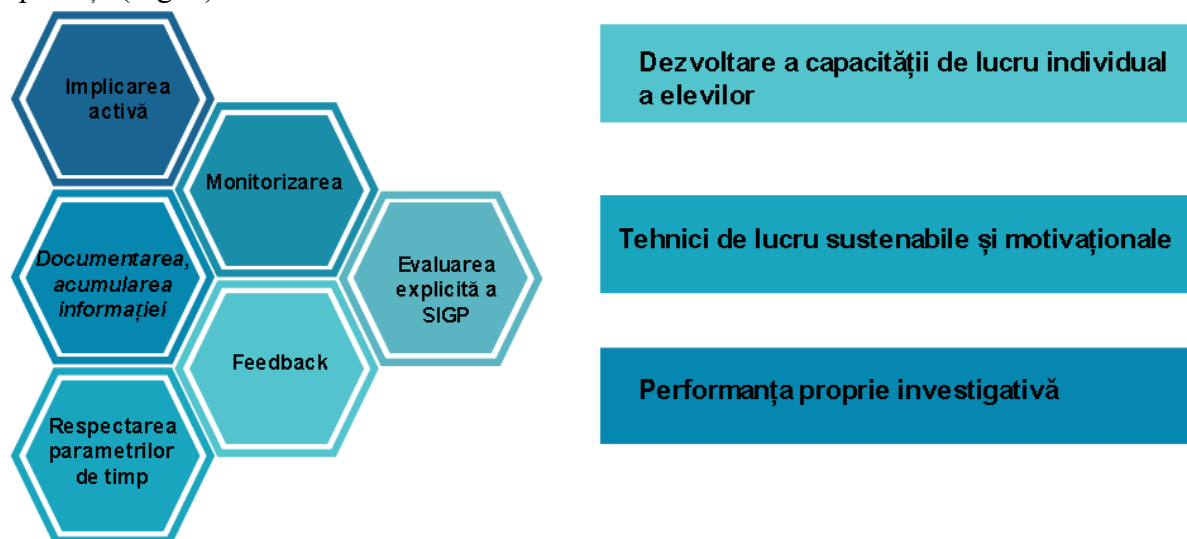 Implicarea
activă
Monitorizarea
Documentarea,
acumularea
informației
Evaluarea
explicită a
SIGP
Feedback
Respectarea
parametrilor
de timp
Dezvoltare a capacității de lucru individual
a elevilor
Tehnici de lucru sustenabile și motivaționale
Performanța proprie investigativă